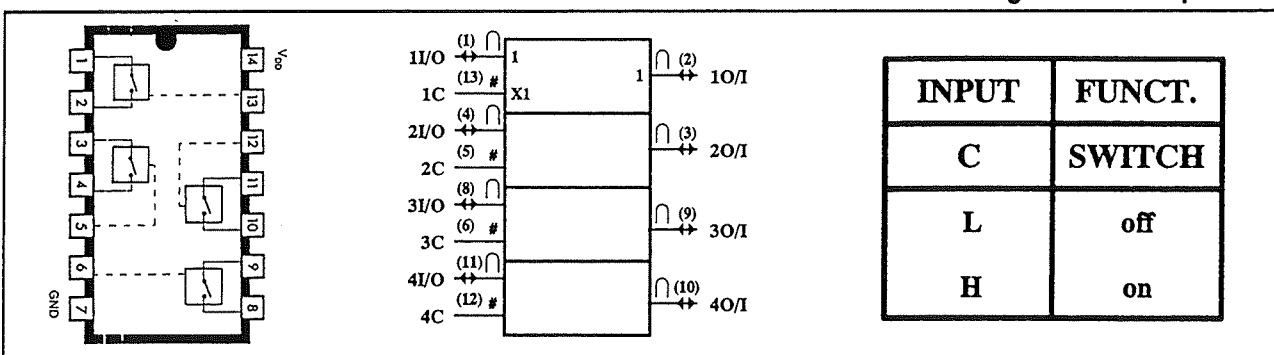 1
2
3
4
5
6
7
GND
V_DD
14
13
12
11
10
9
8
1I/O (1) 1
1C (13) # X1
2I/O (4)
2C (5) #
3I/O (8)
3C (6) #
4I/O (11)
4C (12) #
1 (2) 1O/I
(3) 2O/I
(9) 3O/I
(10) 4O/I
INPUT FUNCT.
C SWITCH
L off
H on